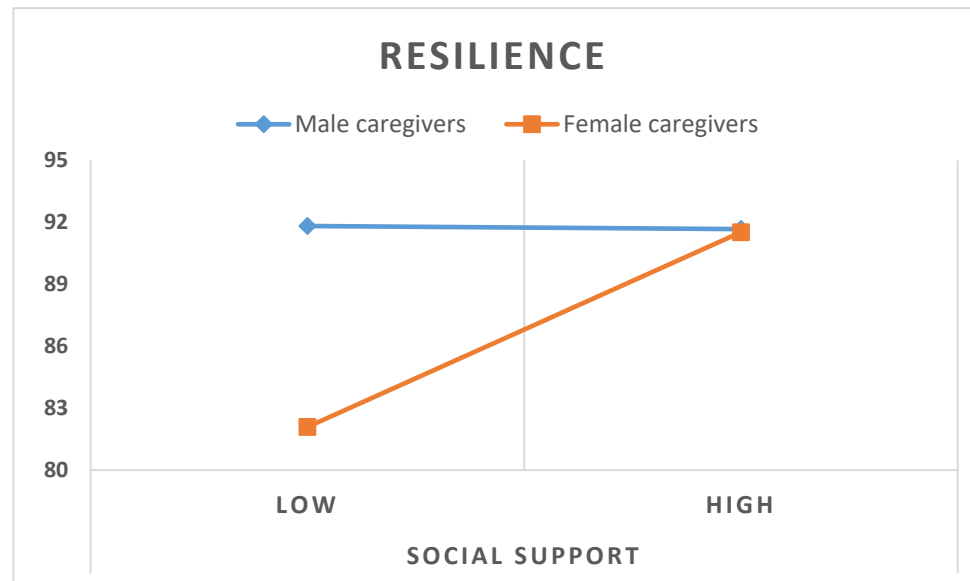 RESILIENCE
Male caregivers Female caregivers
95
92
89
86
83
80
LOW HIGH
SOCIAL SUPPORT